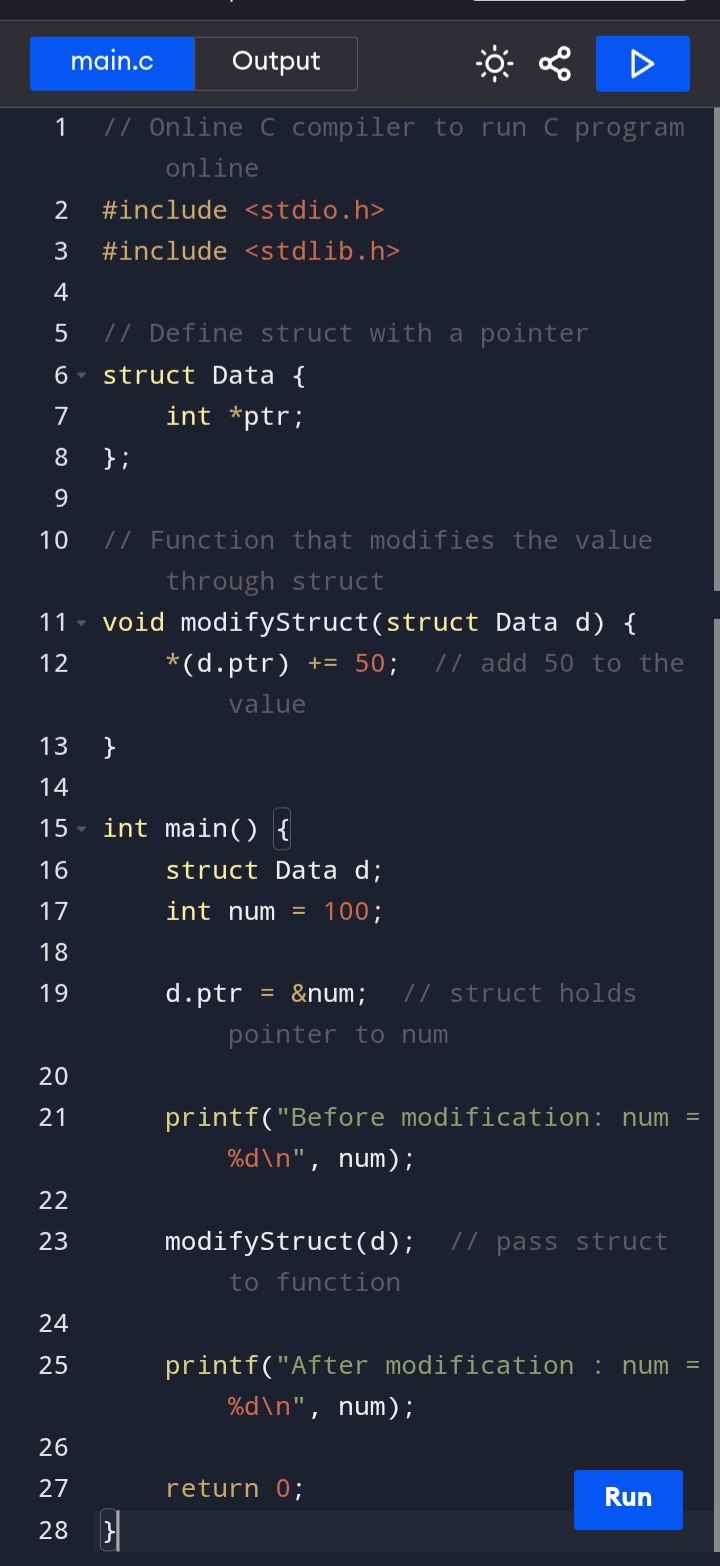 main.c Output
1 // Online C compiler to run C program
online
2 #include <stdio.h>
3 #include <stdlib.h>
4
5 // Define struct with a pointer
6 struct Data {
7 int *ptr;
8 };
9
10 // Function that modifies the value
through struct
11 void modifyStruct(struct Data d) {
12 *(d.ptr) += 50; // add 50 to the
value
13 }
14
15 int main() {
16 struct Data d;
17 int num = 100;
18
19 d.ptr = &num; // struct holds
pointer to num
20
21 printf("Before modification: num =
%d\n", num);
22
23 modifyStruct(d); // pass struct
to function
24
25 printf("After modification : num =
%d\n", num);
26
27 return 0;
Run
28 }